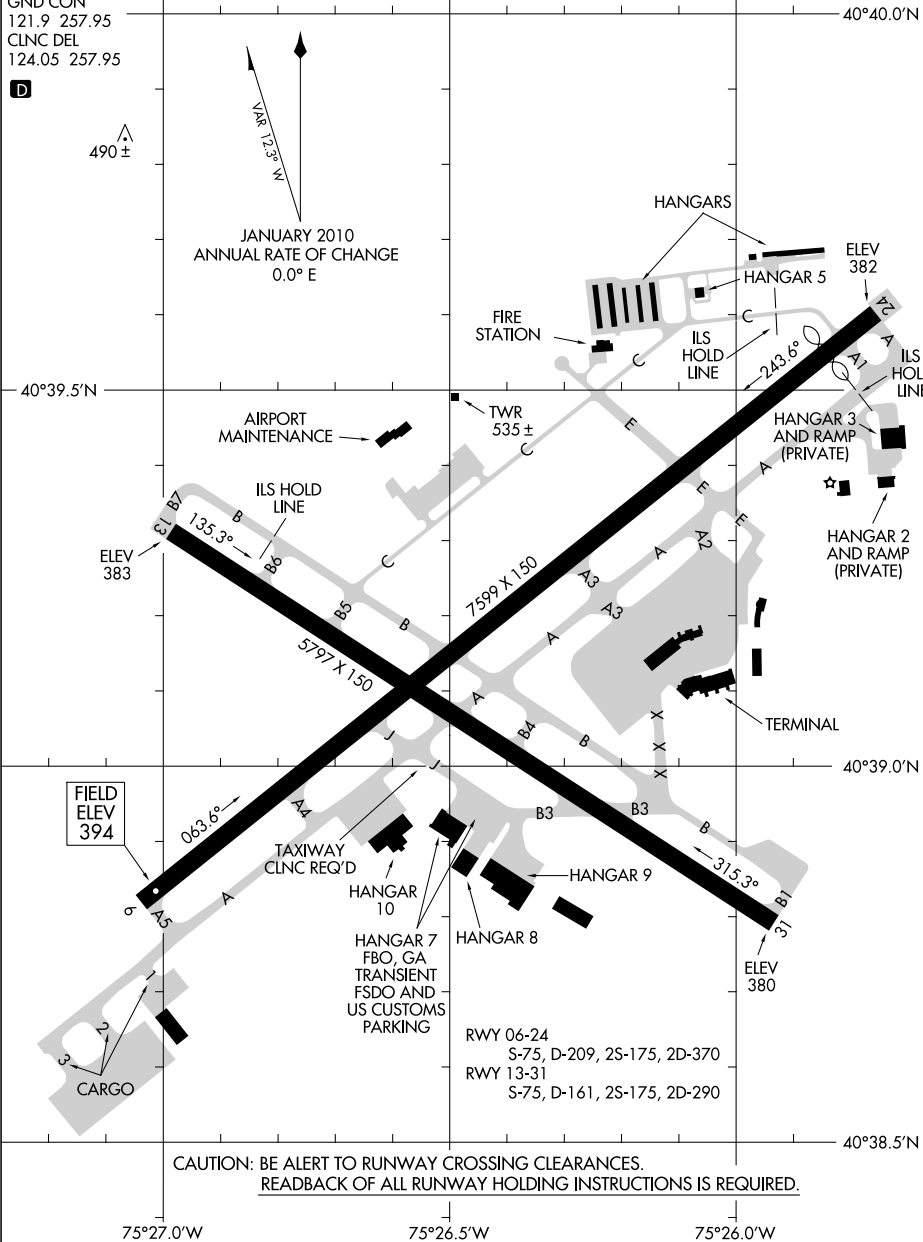 GND CON
121.9 257.95
CLNC DEL
124.05 257.95
D
40°40.0'N
490 ±
VAR 12.3° W
JANUARY 2010
ANNUAL RATE OF CHANGE
0.0° E
HANGARS
ELEV
382
HANGAR 5
24
FIRE
STATION
C
C
ILS
HOLD
LINE
243.6°
A
A1
ILS
HOLD
LINE
40°39.5'N
TWR
535 ±
AIRPORT
MAINTENANCE
E
C
HANGAR 3
AND RAMP
(PRIVATE)
A
E
E
ILS HOLD
LINE
B7
13
B
135.3°
B6
ELEV
383
C
A2
A
HANGAR 2
AND RAMP
(PRIVATE)
7599 X 150
A3
A3
B5
B
A
5797 X 150
A
J
B4
B
X
X
X
TERMINAL
J
40°39.0'N
FIELD
ELEV
394
063.6°
A4
B3
B3
B
TAXIWAY
CLNC REQ'D
315.3°
HANGAR
10
HANGAR 9
B1
31
6
A5
A
HANGAR 7
FBO, GA
TRANSIENT
FSDO AND
US CUSTOMS
PARKING
HANGAR 8
ELEV
380
1
2
3
CARGO
RWY 06-24
S-75, D-209, 2S-175, 2D-370
RWY 13-31
S-75, D-161, 2S-175, 2D-290
40°38.5'N
CAUTION: BE ALERT TO RUNWAY CROSSING CLEARANCES.
READBACK OF ALL RUNWAY HOLDING INSTRUCTIONS IS REQUIRED.
75°27.0'W
75°26.5'W
75°26.0'W